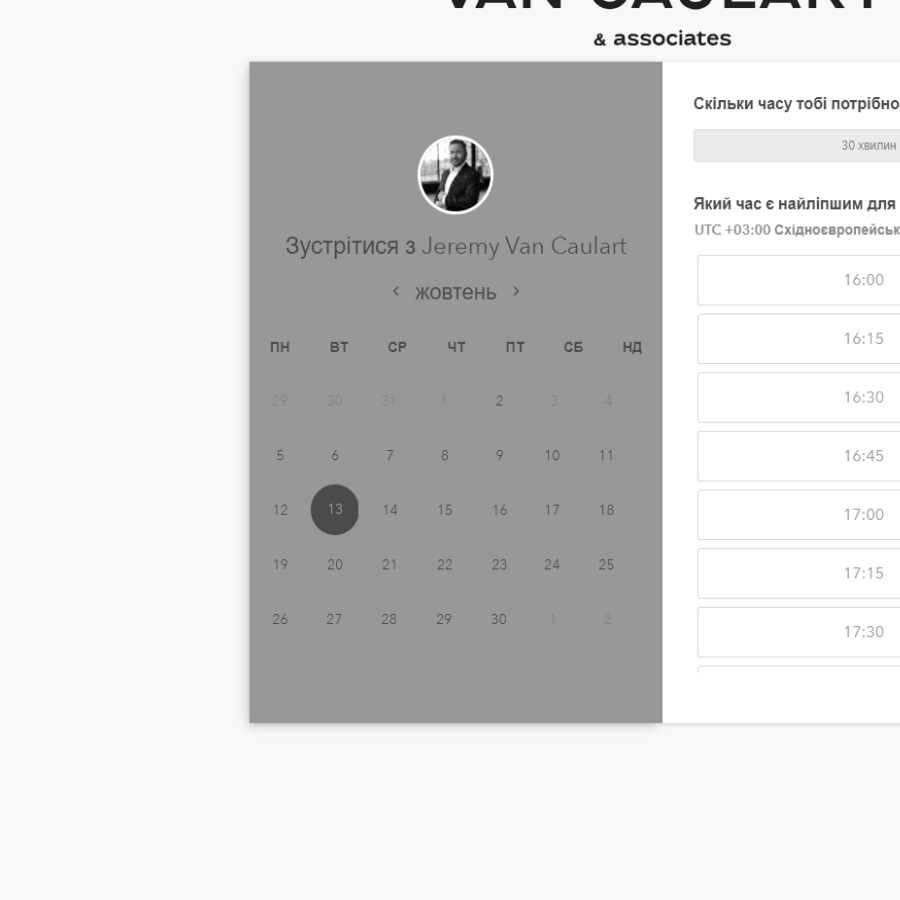 VAN CAULART
& associates
Зустрітися з Jeremy Van Caulart
жовтень
ПН ВТ СР ЧТ ПТ СБ НД
29 30 31 1 2 3 4
5 6 7 8 9 10 11
12 13 14 15 16 17 18
19 20 21 22 23 24 25
26 27 28 29 30 1 2
Скільки часу тобі потрібно
30 хвилин
Який час є найліпшим для
UTC +03:00 Східноєвропейськ
16:00
16:15
16:30
16:45
17:00
17:15
17:30